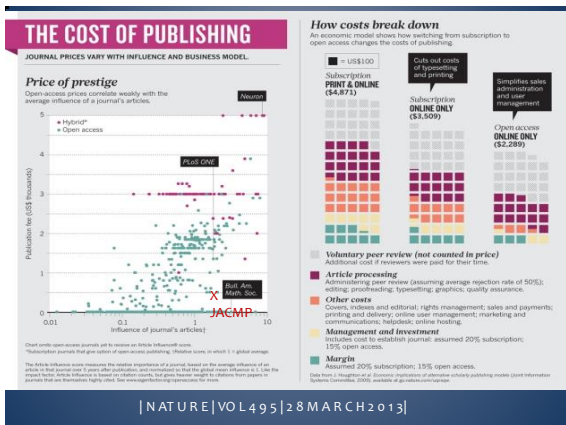 THE COST OF PUBLISHING
JOURNAL PRICES VARY WITH INFLUENCE AND BUSINESS MODEL.
Price of prestige
Open-access prices correlate weakly with the
average influence of a journal's articles.
Neuron
Hybrid*
Open access
PLoS ONE
Bull. Am.
Math. Soc.
X
JACMP
Publication fee (US$ thousands)
5
4
3
2
1
0
0.01
0.1
1
10
Influence of journal's articles†
Chart omits open-access journals yet to receive an Article Influence® score.
*Subscription journals that give option of open-access publishing. †Relative score, in which 1 = global average.
How costs break down
An economic model shows how switching from subscription to
open access changes the costs of publishing.
= US$100
Subscription
PRINT & ONLINE
($4,871)
Cuts out costs
of typesetting
and printing
Subscription
ONLINE ONLY
($3,509)
Simplifies sales
administration
and user
management
Open access
ONLINE ONLY
($2,289)
Voluntary peer review (not counted in price)
Additional cost if reviewers were paid for their time.
Article processing
Administering peer review (assuming average rejection rate of 50%);
editing; proofreading; typesetting; graphics; quality assurance.
Other costs
Covers, indexes and editorial; rights management; sales and payments;
printing and delivery; online user management; marketing and
communications; helpdesk; online hosting.
Management and investment
Includes cost to establish journal: assumed 20% subscription;
15% open access.
Margin
Assumed 20% subscription; 15% open access.
|NATURE|VOL495|28MARCH2013|